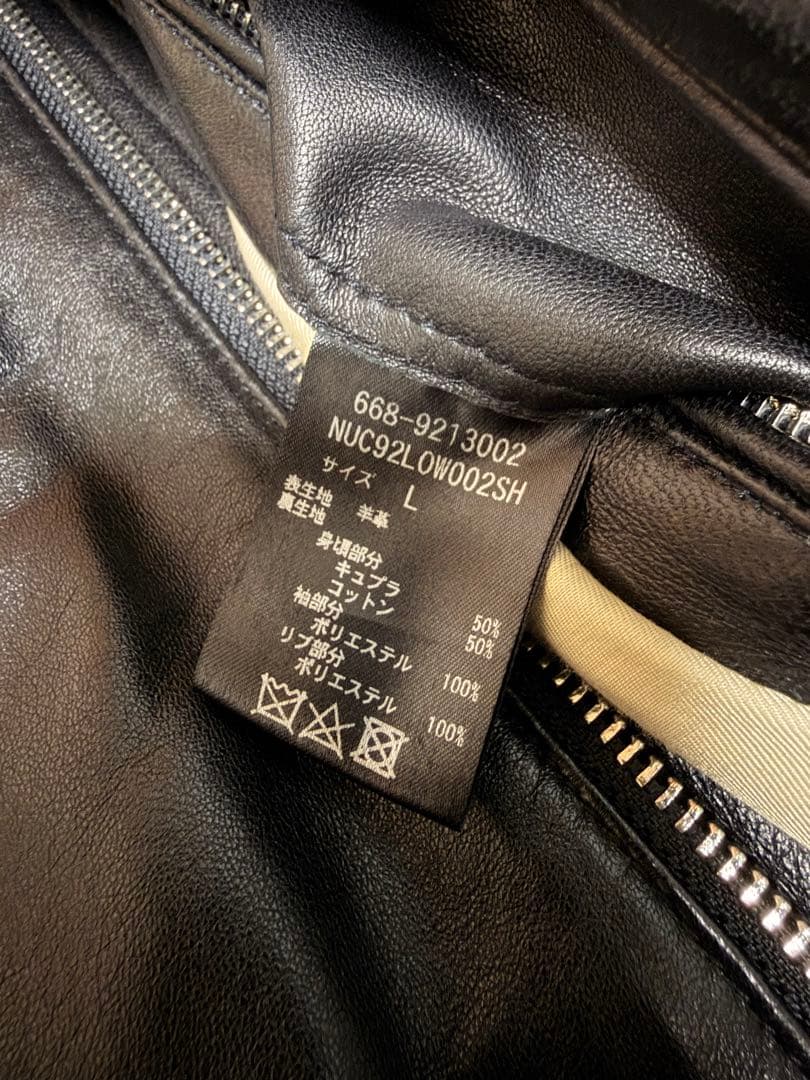 668-9213002
NUC92LOW002SH
サイズ L
表生地 羊革
裏生地
身頃部分
キュプラ 50%
コットン 50%
袖部分
ポリエステル 100%
リブ部分
ポリエステル 100%